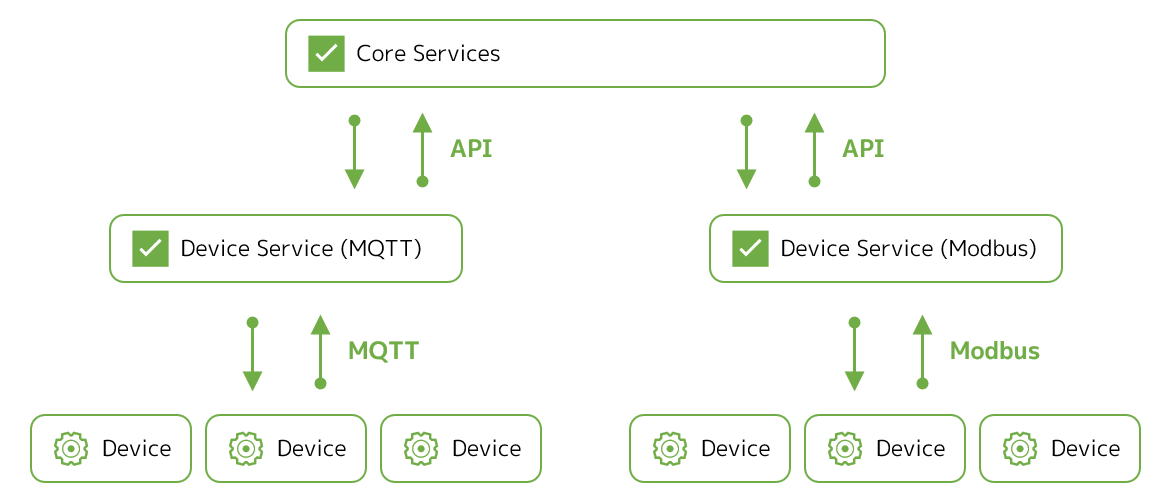 Core Services
API
API
Device Service (MQTT)
Device Service (Modbus)
MQTT
Modbus
Device
Device
Device
Device
Device
Device